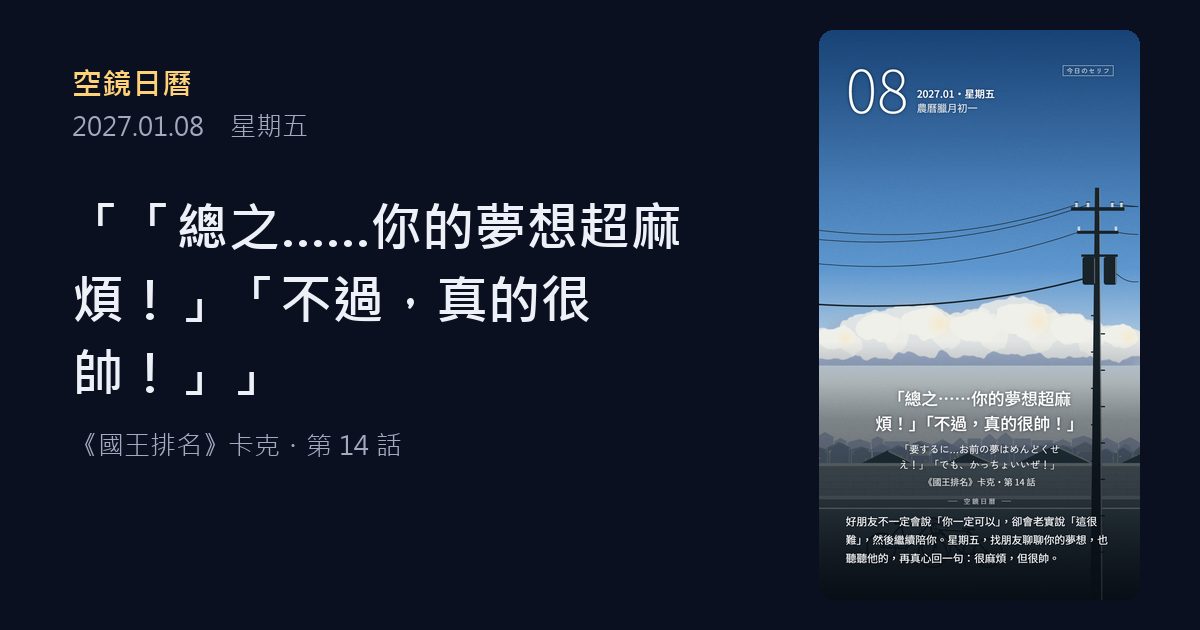 空鏡日曆
2027.01.08 星期五
「「總之……你的夢想超麻
煩！」「不過，真的很
帥！」」
《國王排名》卡克・第 14 話
08
2027.01・星期五
農曆臘月初一
今日のセリフ
「總之⋯⋯你的夢想超麻
煩！」「不過，真的很帥！」
「要するに…お前の夢はめんどくせ
え！」「でも、かっちょいいぜ！」
《國王排名》卡克・第 14 話
— 空鏡日曆 —
好朋友不一定會說「你一定可以」，卻會老實說「這很
難」，然後繼續陪你。星期五，找朋友聊聊你的夢想，也
聽聽他的，再真心回一句：很麻煩，但很帥。